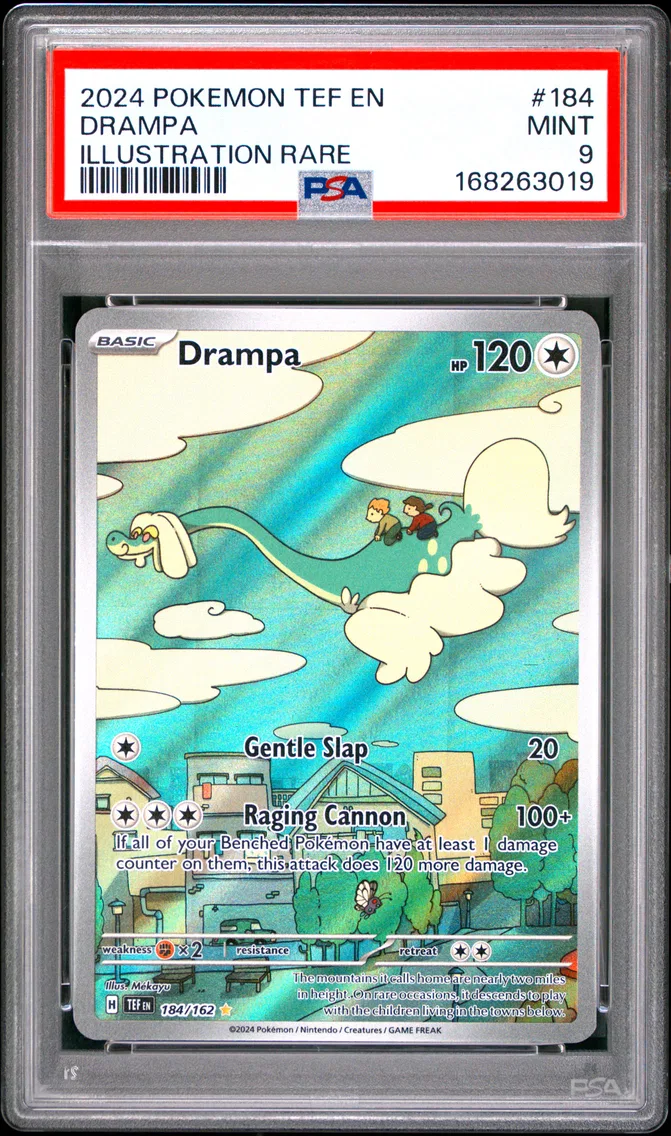 2024 POKEMON TEF EN #184
DRAMPA MINT
ILLUSTRATION RARE 9
PSA 168263019
BASIC Drampa HP 120
Gentle Slap 20
Raging Cannon 100+
If all of your Benched Pokémon have at least 1 damage
counter on them, this attack does 120 more damage.
weakness ×2 resistance retreat
Illus. Mékayu
The mountains it calls home are nearly two miles
in height. On rare occasions, it descends to play
with the children living in the towns below.
H TEF EN 184/162
©2024 Pokémon / Nintendo / Creatures / GAME FREAK
PSA